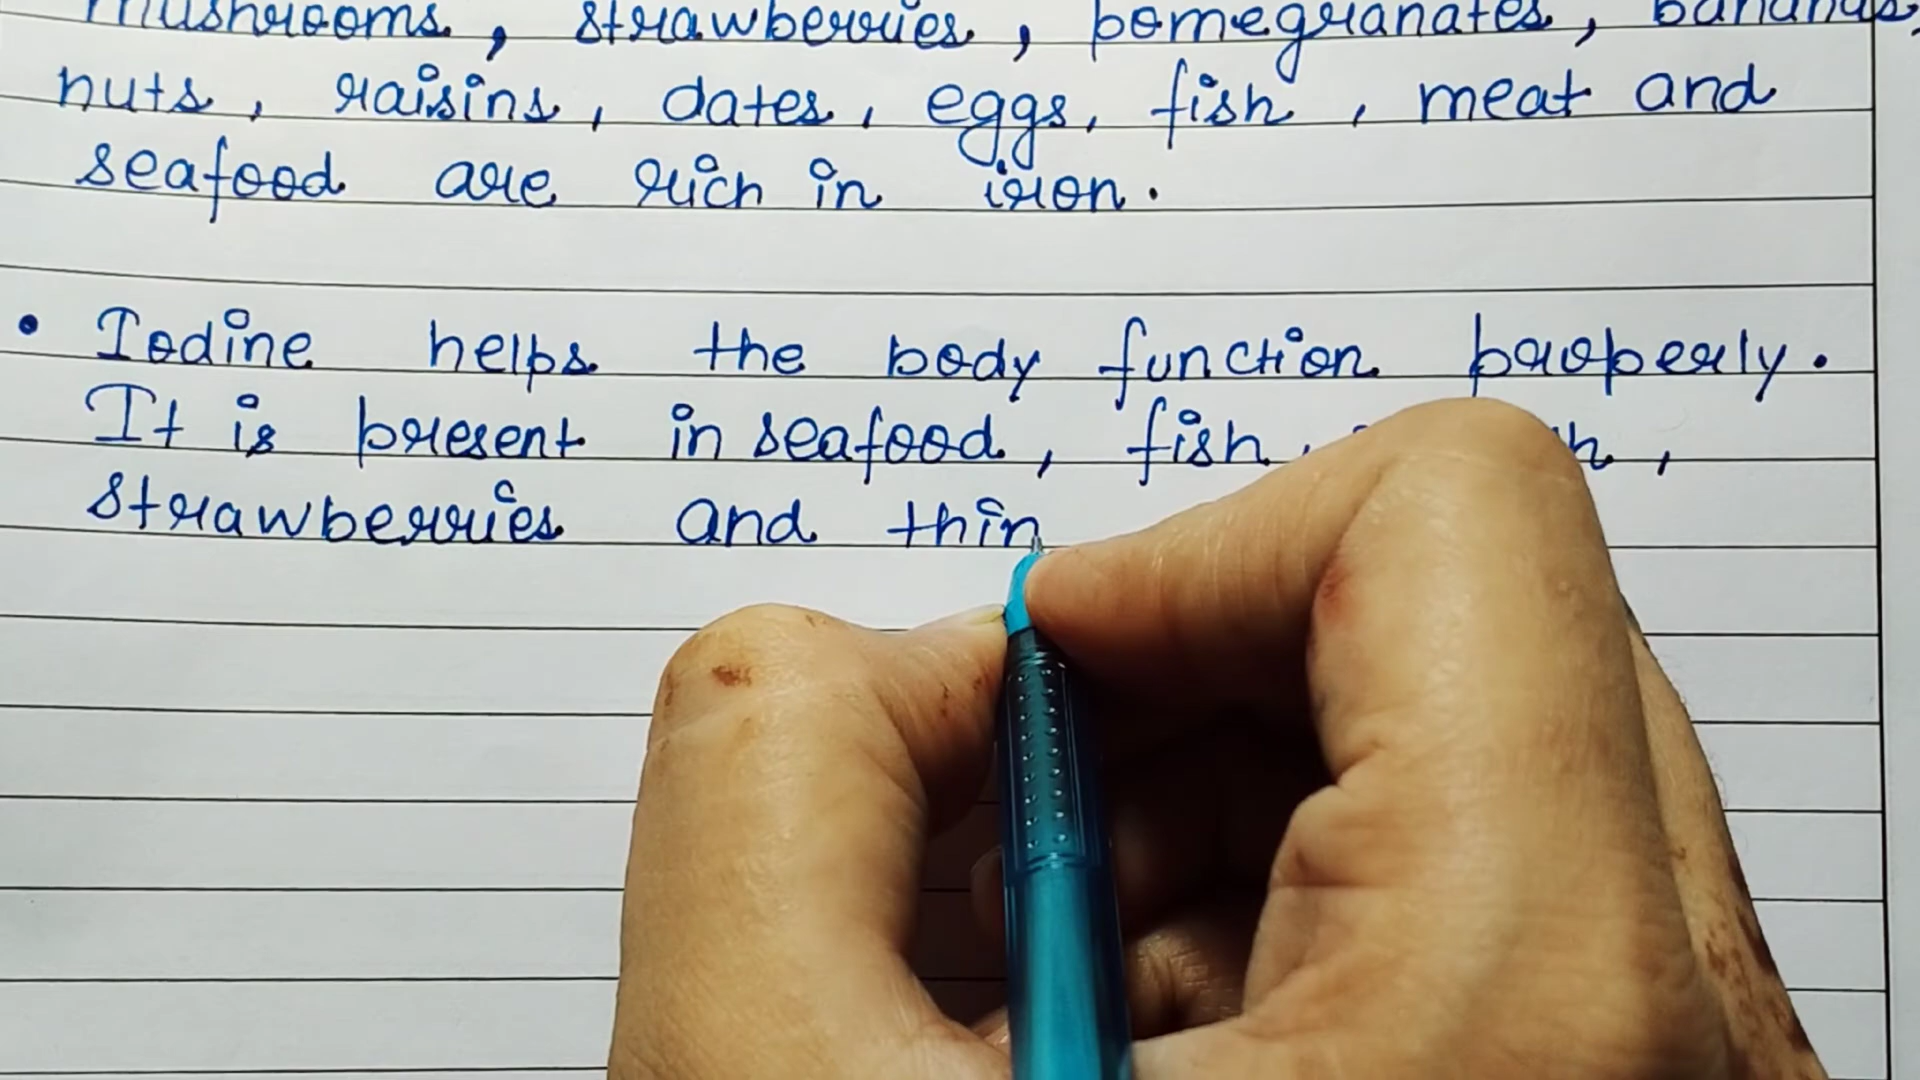 mushrooms, strawberries, pomegranates, bananas,
nuts, raisins, dates, eggs, fish, meat and
seafood are rich in iron.
• Iodine helps the body function properly.
It is present in seafood, fish,
strawberries and thin